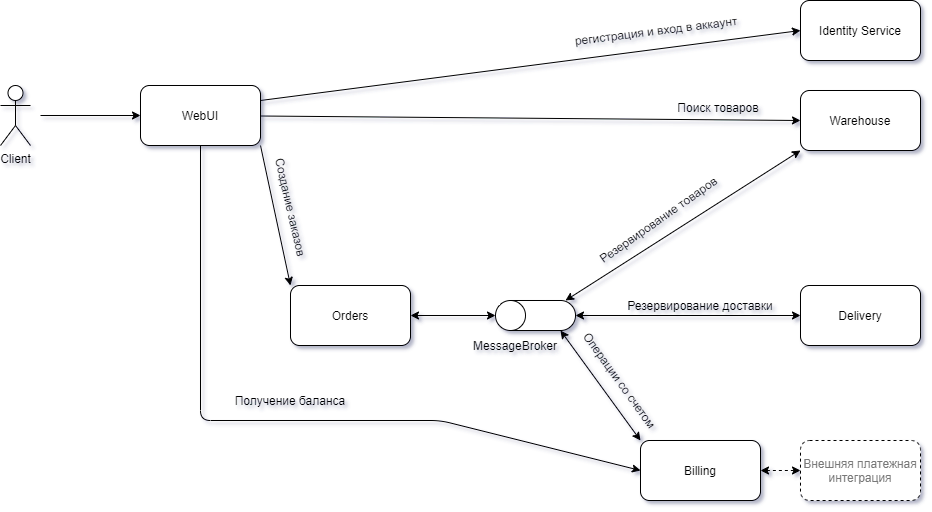 регистрация и вход в аккаунт
Identity Service
Client
WebUI
Поиск товаров
Warehouse
Создание заказов
Резервирование товаров
Orders
MessageBroker
Резервирование доставки
Delivery
Операции со счетом
Получение баланса
Billing
Внешняя платежная
интеграция